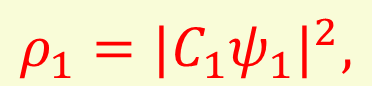 ρ₁ = |C₁ψ₁|²,